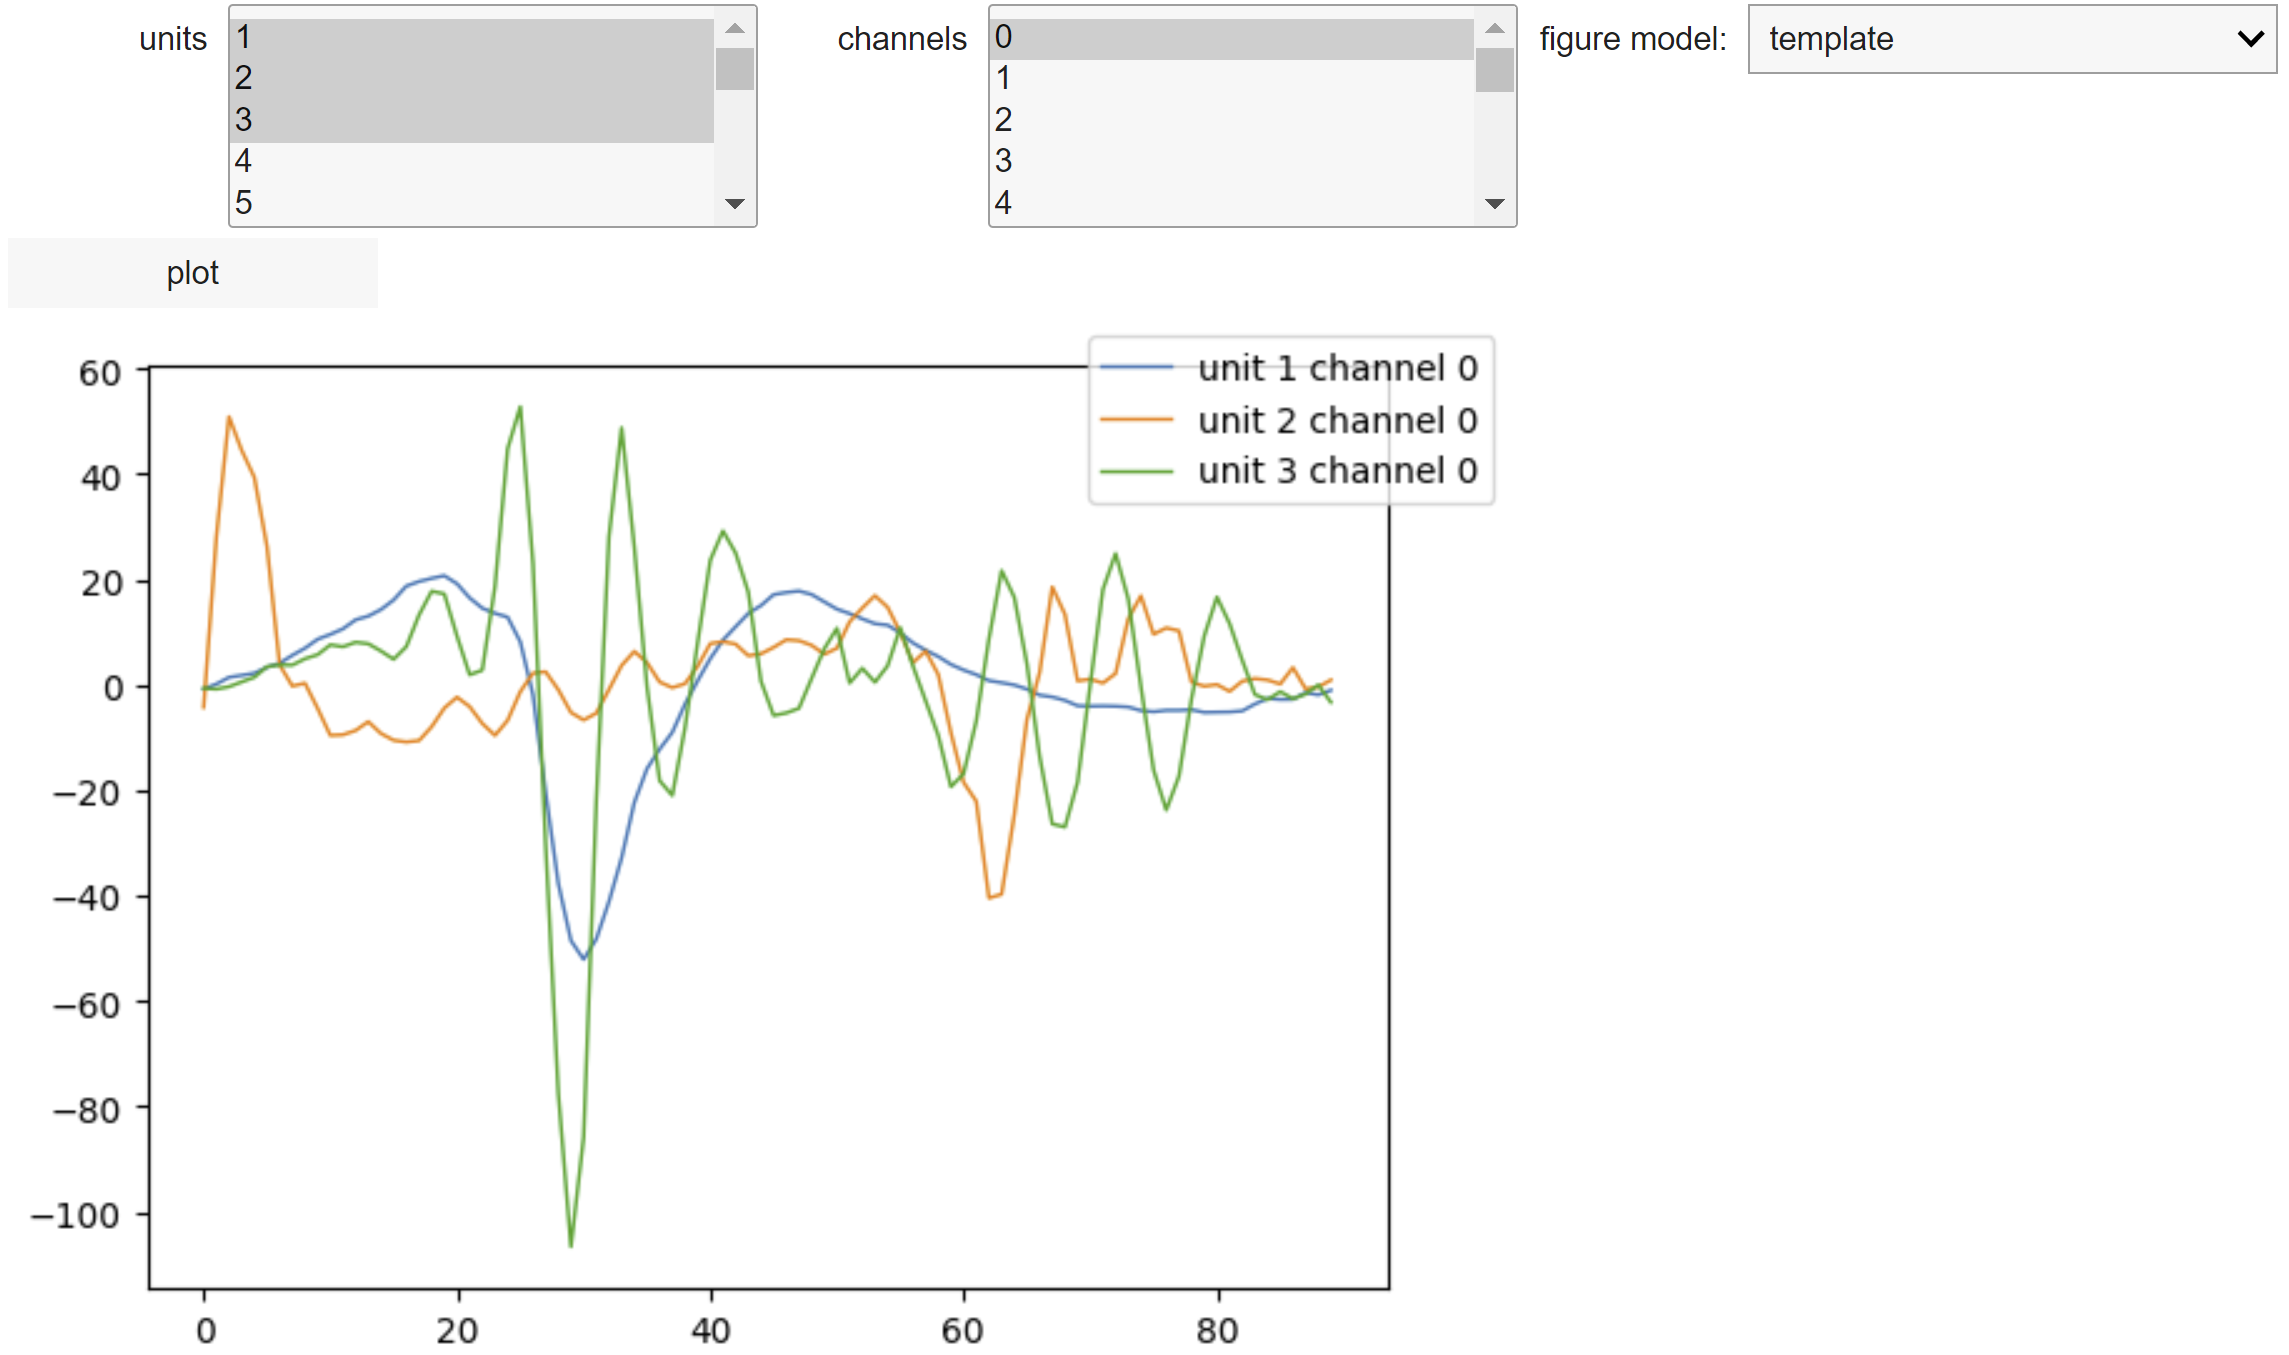 units
1
2
3
4
5
channels
0
1
2
3
4
figure model:
template
plot
unit 1 channel 0
unit 2 channel 0
unit 3 channel 0
60
40
20
0
−20
−40
−60
−80
−100
0 20 40 60 80